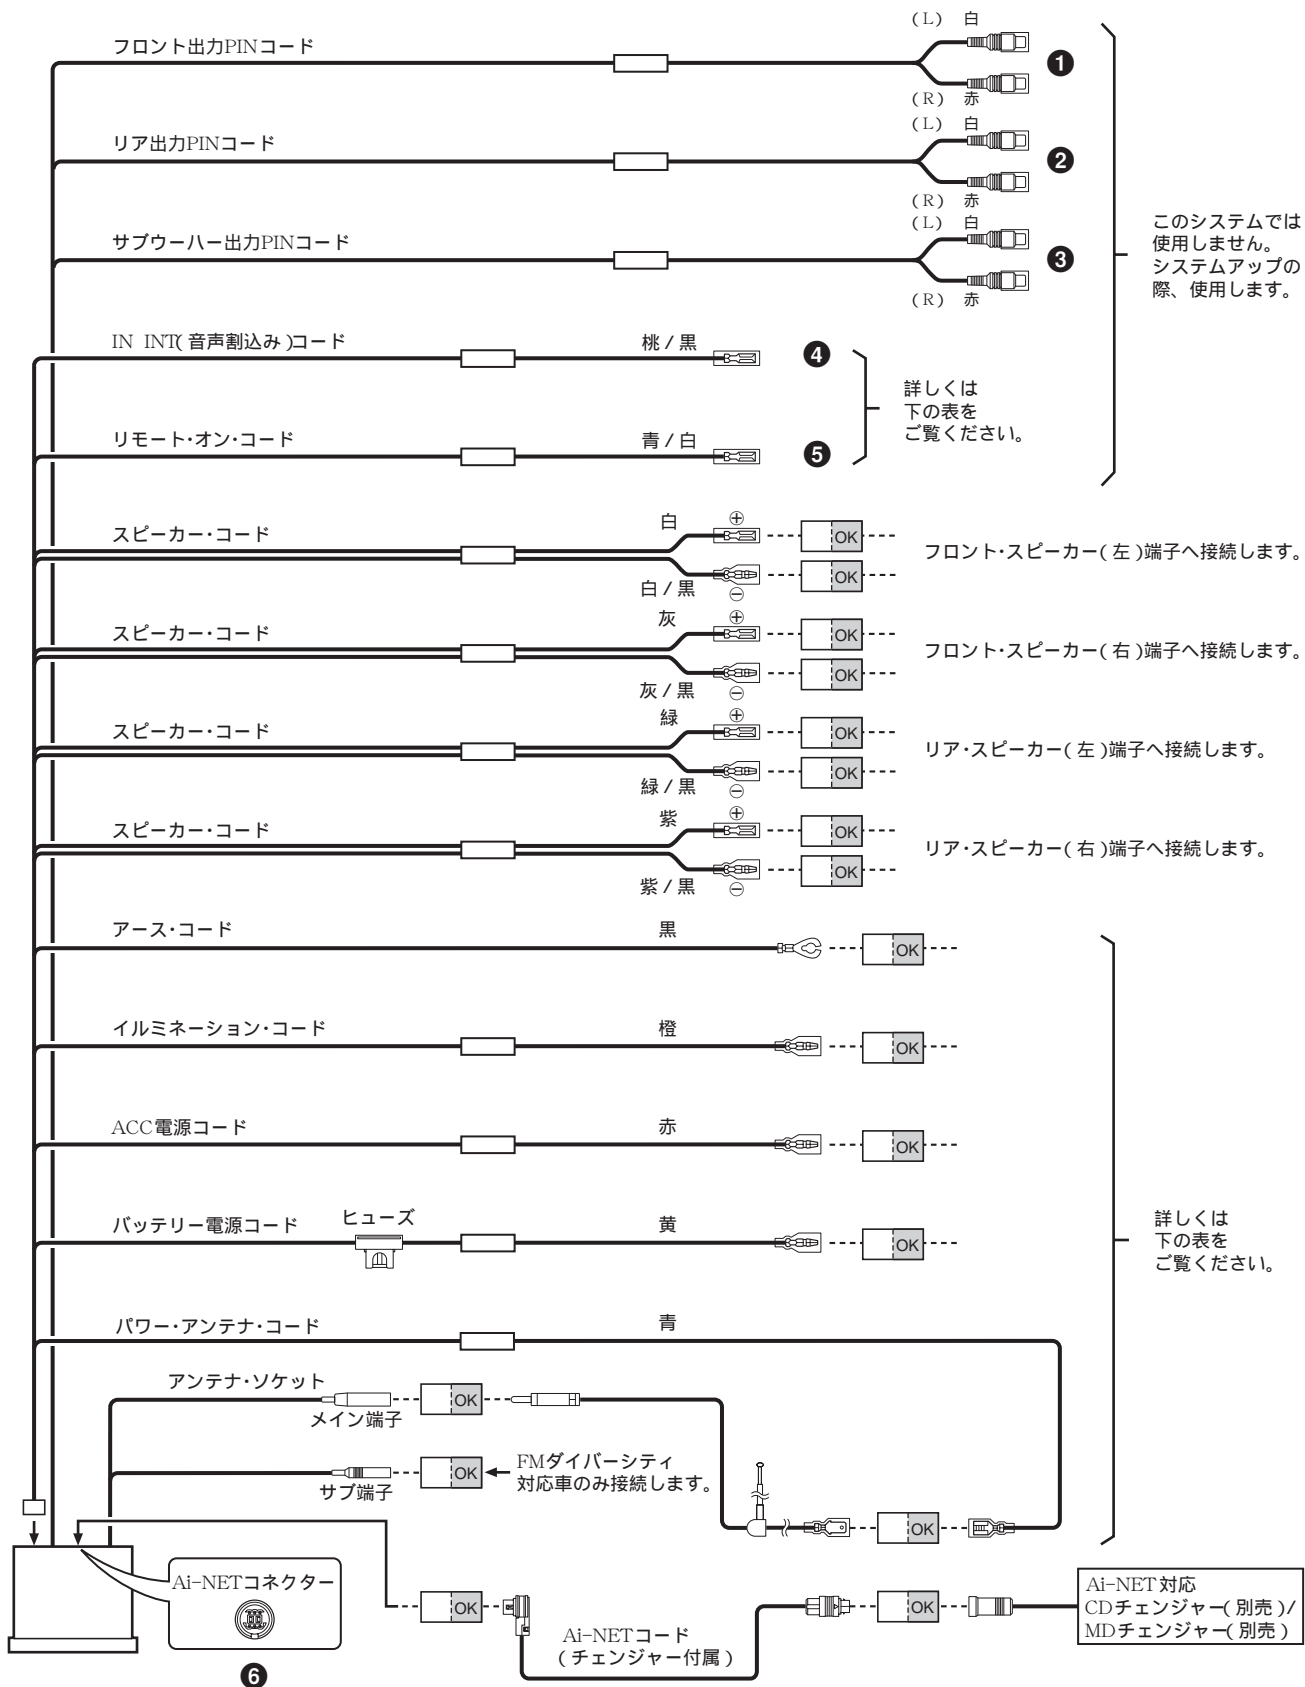 (L) 白
フロント出力PINコード
❶
(R) 赤
(L) 白
リア出力PINコード
❷
(R) 赤
(L) 白
サブウーハー出力PINコード
❸
(R) 赤
このシステムでは
使用しません。
システムアップの
際、使用します。
IN INT(音声割込み)コード
桃/黒
❹
詳しくは
下の表を
ご覧ください。
リモート・オン・コード
青/白
❺
スピーカー・コード
白
⊕
OK
フロント・スピーカー(左)端子へ接続します。
白/黒
⊖
OK
スピーカー・コード
灰
⊕
OK
フロント・スピーカー(右)端子へ接続します。
灰/黒
⊖
OK
スピーカー・コード
緑
⊕
OK
リア・スピーカー(左)端子へ接続します。
緑/黒
⊖
OK
スピーカー・コード
紫
⊕
OK
リア・スピーカー(右)端子へ接続します。
紫/黒
⊖
OK
アース・コード
黒
OK
イルミネーション・コード
橙
OK
ACC電源コード
赤
OK
バッテリー電源コード
ヒューズ
黄
OK
詳しくは
下の表を
ご覧ください。
パワー・アンテナ・コード
青
アンテナ・ソケット
メイン端子
OK
サブ端子
OK
FMダイバーシティ
対応車のみ接続します。
OK
Ai-NETコネクター
❻
OK
Ai-NETコード
(チェンジャー付属)
OK
Ai-NET対応
CDチェンジャー(別売)/
MDチェンジャー(別売)